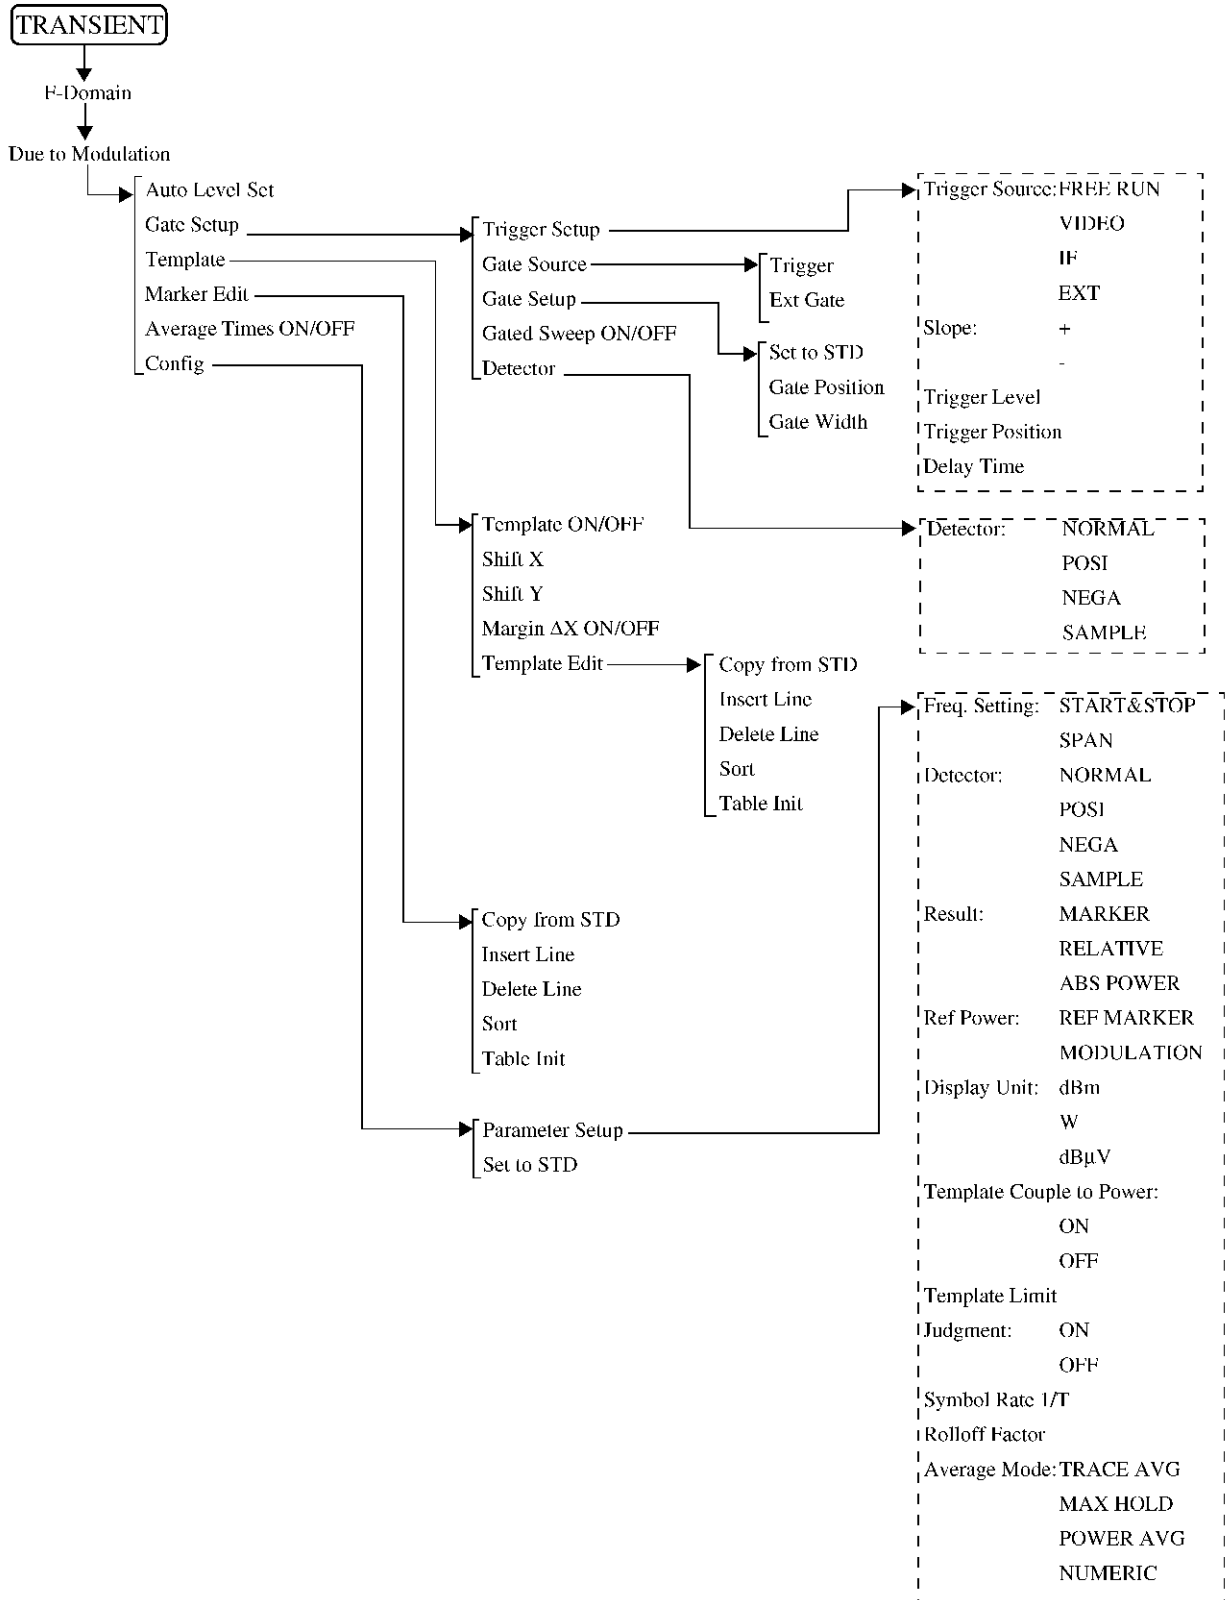 TRANSIENT
F-Domain
Due to Modulation
Auto Level Set
Gate Setup
Template
Marker Edit
Average Times ON/OFF
Config
Trigger Setup
Gate Source
Gate Setup
Gated Sweep ON/OFF
Detector
Trigger
Ext Gate
Set to STD
Gate Position
Gate Width
Trigger Source: FREE RUN
VIDEO
IF
EXT
Slope: +
-
Trigger Level
Trigger Position
Delay Time
Template ON/OFF
Shift X
Shift Y
Margin ΔX ON/OFF
Template Edit
Copy from STD
Insert Line
Delete Line
Sort
Table Init
Detector: NORMAL
POSI
NEGA
SAMPLE
Copy from STD
Insert Line
Delete Line
Sort
Table Init
Parameter Setup
Set to STD
Freq. Setting: START&STOP
SPAN
Detector: NORMAL
POSI
NEGA
SAMPLE
Result: MARKER
RELATIVE
ABS POWER
Ref Power: REF MARKER
MODULATION
Display Unit: dBm
W
dBμV
Template Couple to Power:
ON
OFF
Template Limit
Judgment: ON
OFF
Symbol Rate 1/T
Rolloff Factor
Average Mode: TRACE AVG
MAX HOLD
POWER AVG
NUMERIC